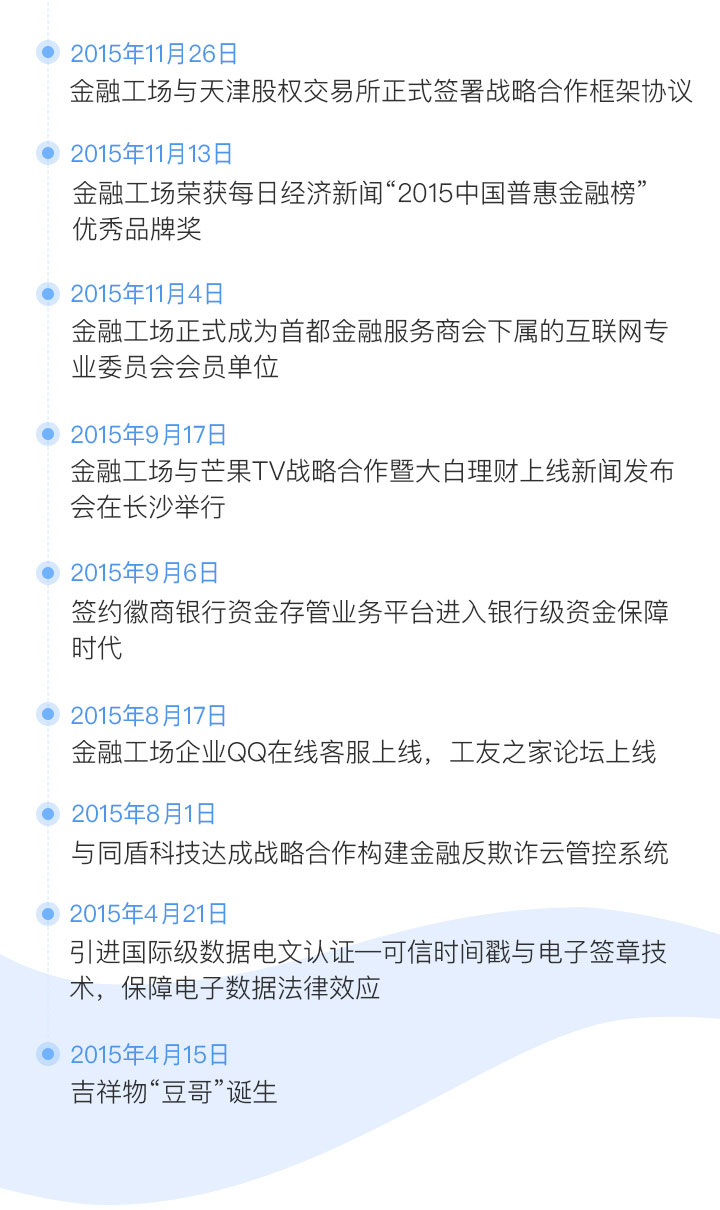 2015年11月26日
金融工场与天津股权交易所正式签署战略合作框架协议
2015年11月13日
金融工场荣获每日经济新闻“2015中国普惠金融榜”
优秀品牌奖
2015年11月4日
金融工场正式成为首都金融服务商会下属的互联网专
业委员会会员单位
2015年9月17日
金融工场与芒果TV战略合作暨大白理财上线新闻发布
会在长沙举行
2015年9月6日
签约徽商银行资金存管业务平台进入银行级资金保障
时代
2015年8月17日
金融工场企业QQ在线客服上线，工友之家论坛上线
2015年8月1日
与同盾科技达成战略合作构建金融反欺诈云管控系统
2015年4月21日
引进国际级数据电文认证—可信时间戳与电子签章技
术，保障电子数据法律效应
2015年4月15日
吉祥物“豆哥”诞生